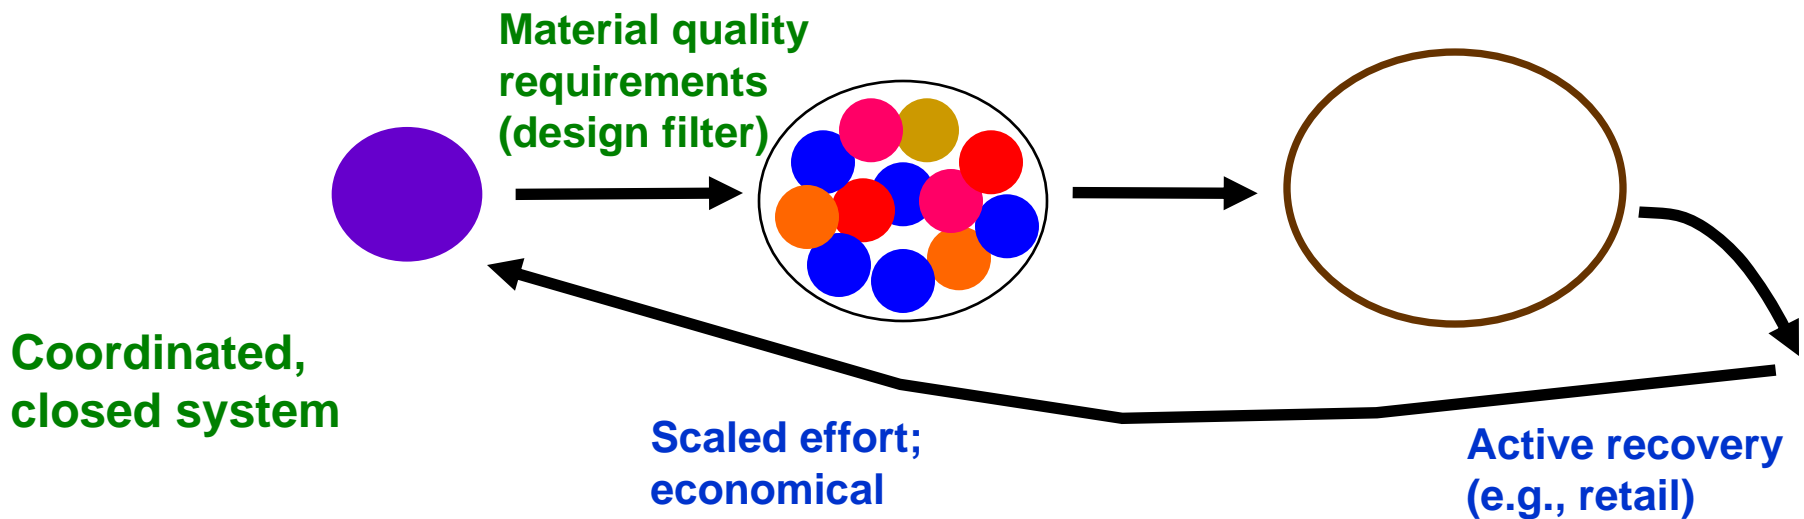 Material quality
requirements
(design filter)
Coordinated,
closed system
Scaled effort;
economical
Active recovery
(e.g., retail)